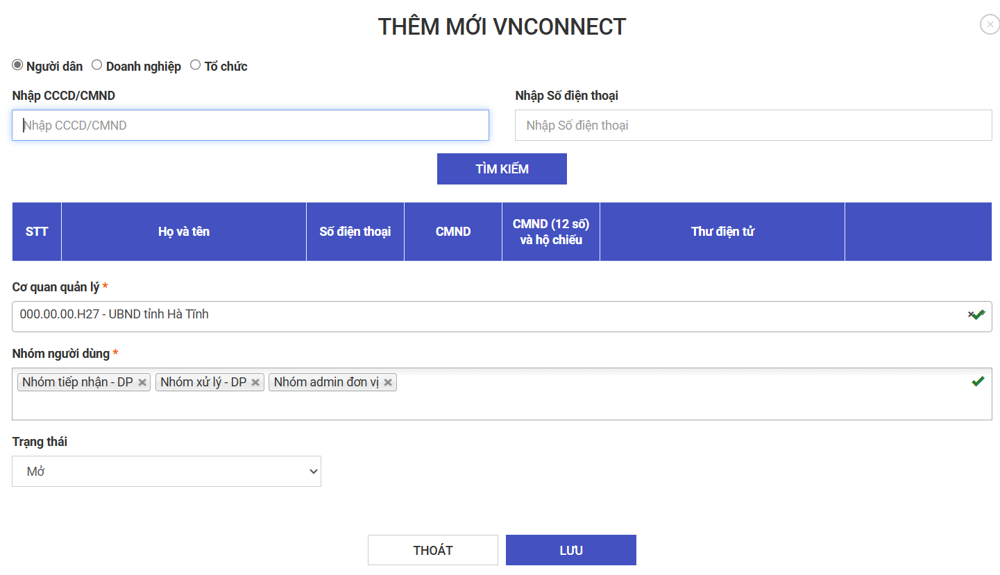 THÊM MỚI VNCONNECT
Người dân Doanh nghiệp Tổ chức
Nhập CCCD/CMND
Nhập Số điện thoại
Nhập CCCD/CMND
Nhập Số điện thoại
TÌM KIẾM
STT
Họ và tên
Số điện thoại
CMND
CMND (12 số)
và hộ chiếu
Thư điện tử
Cơ quan quản lý *
000.00.00.H27 - UBND tỉnh Hà Tĩnh
Nhóm người dùng *
Nhóm tiếp nhận - DP Nhóm xử lý - DP Nhóm admin đơn vị
Trạng thái
Mở
THOÁT
LƯU